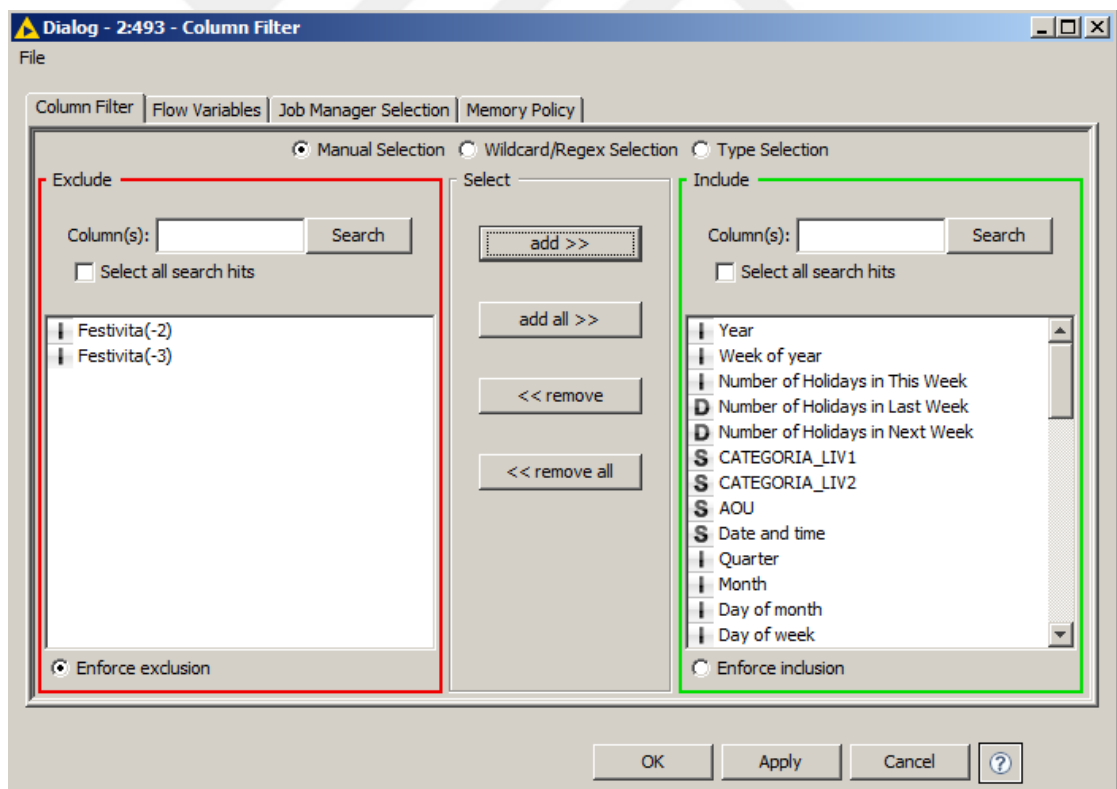 Dialog - 2:493 - Column Filter
File
Column Filter Flow Variables Job Manager Selection Memory Policy
Manual Selection Wildcard/Regex Selection Type Selection
Exclude
Column(s): Search
Select all search hits
Festivita(-2)
Festivita(-3)
Enforce exclusion
Select
add >>
add all >>
<< remove
<< remove all
Include
Column(s): Search
Select all search hits
I Year
I Week of year
I Number of Holidays in This Week
D Number of Holidays in Last Week
D Number of Holidays in Next Week
S CATEGORIA_LIV1
S CATEGORIA_LIV2
S AOU
S Date and time
I Quarter
I Month
I Day of month
I Day of week
Enforce inclusion
OK Apply Cancel ?